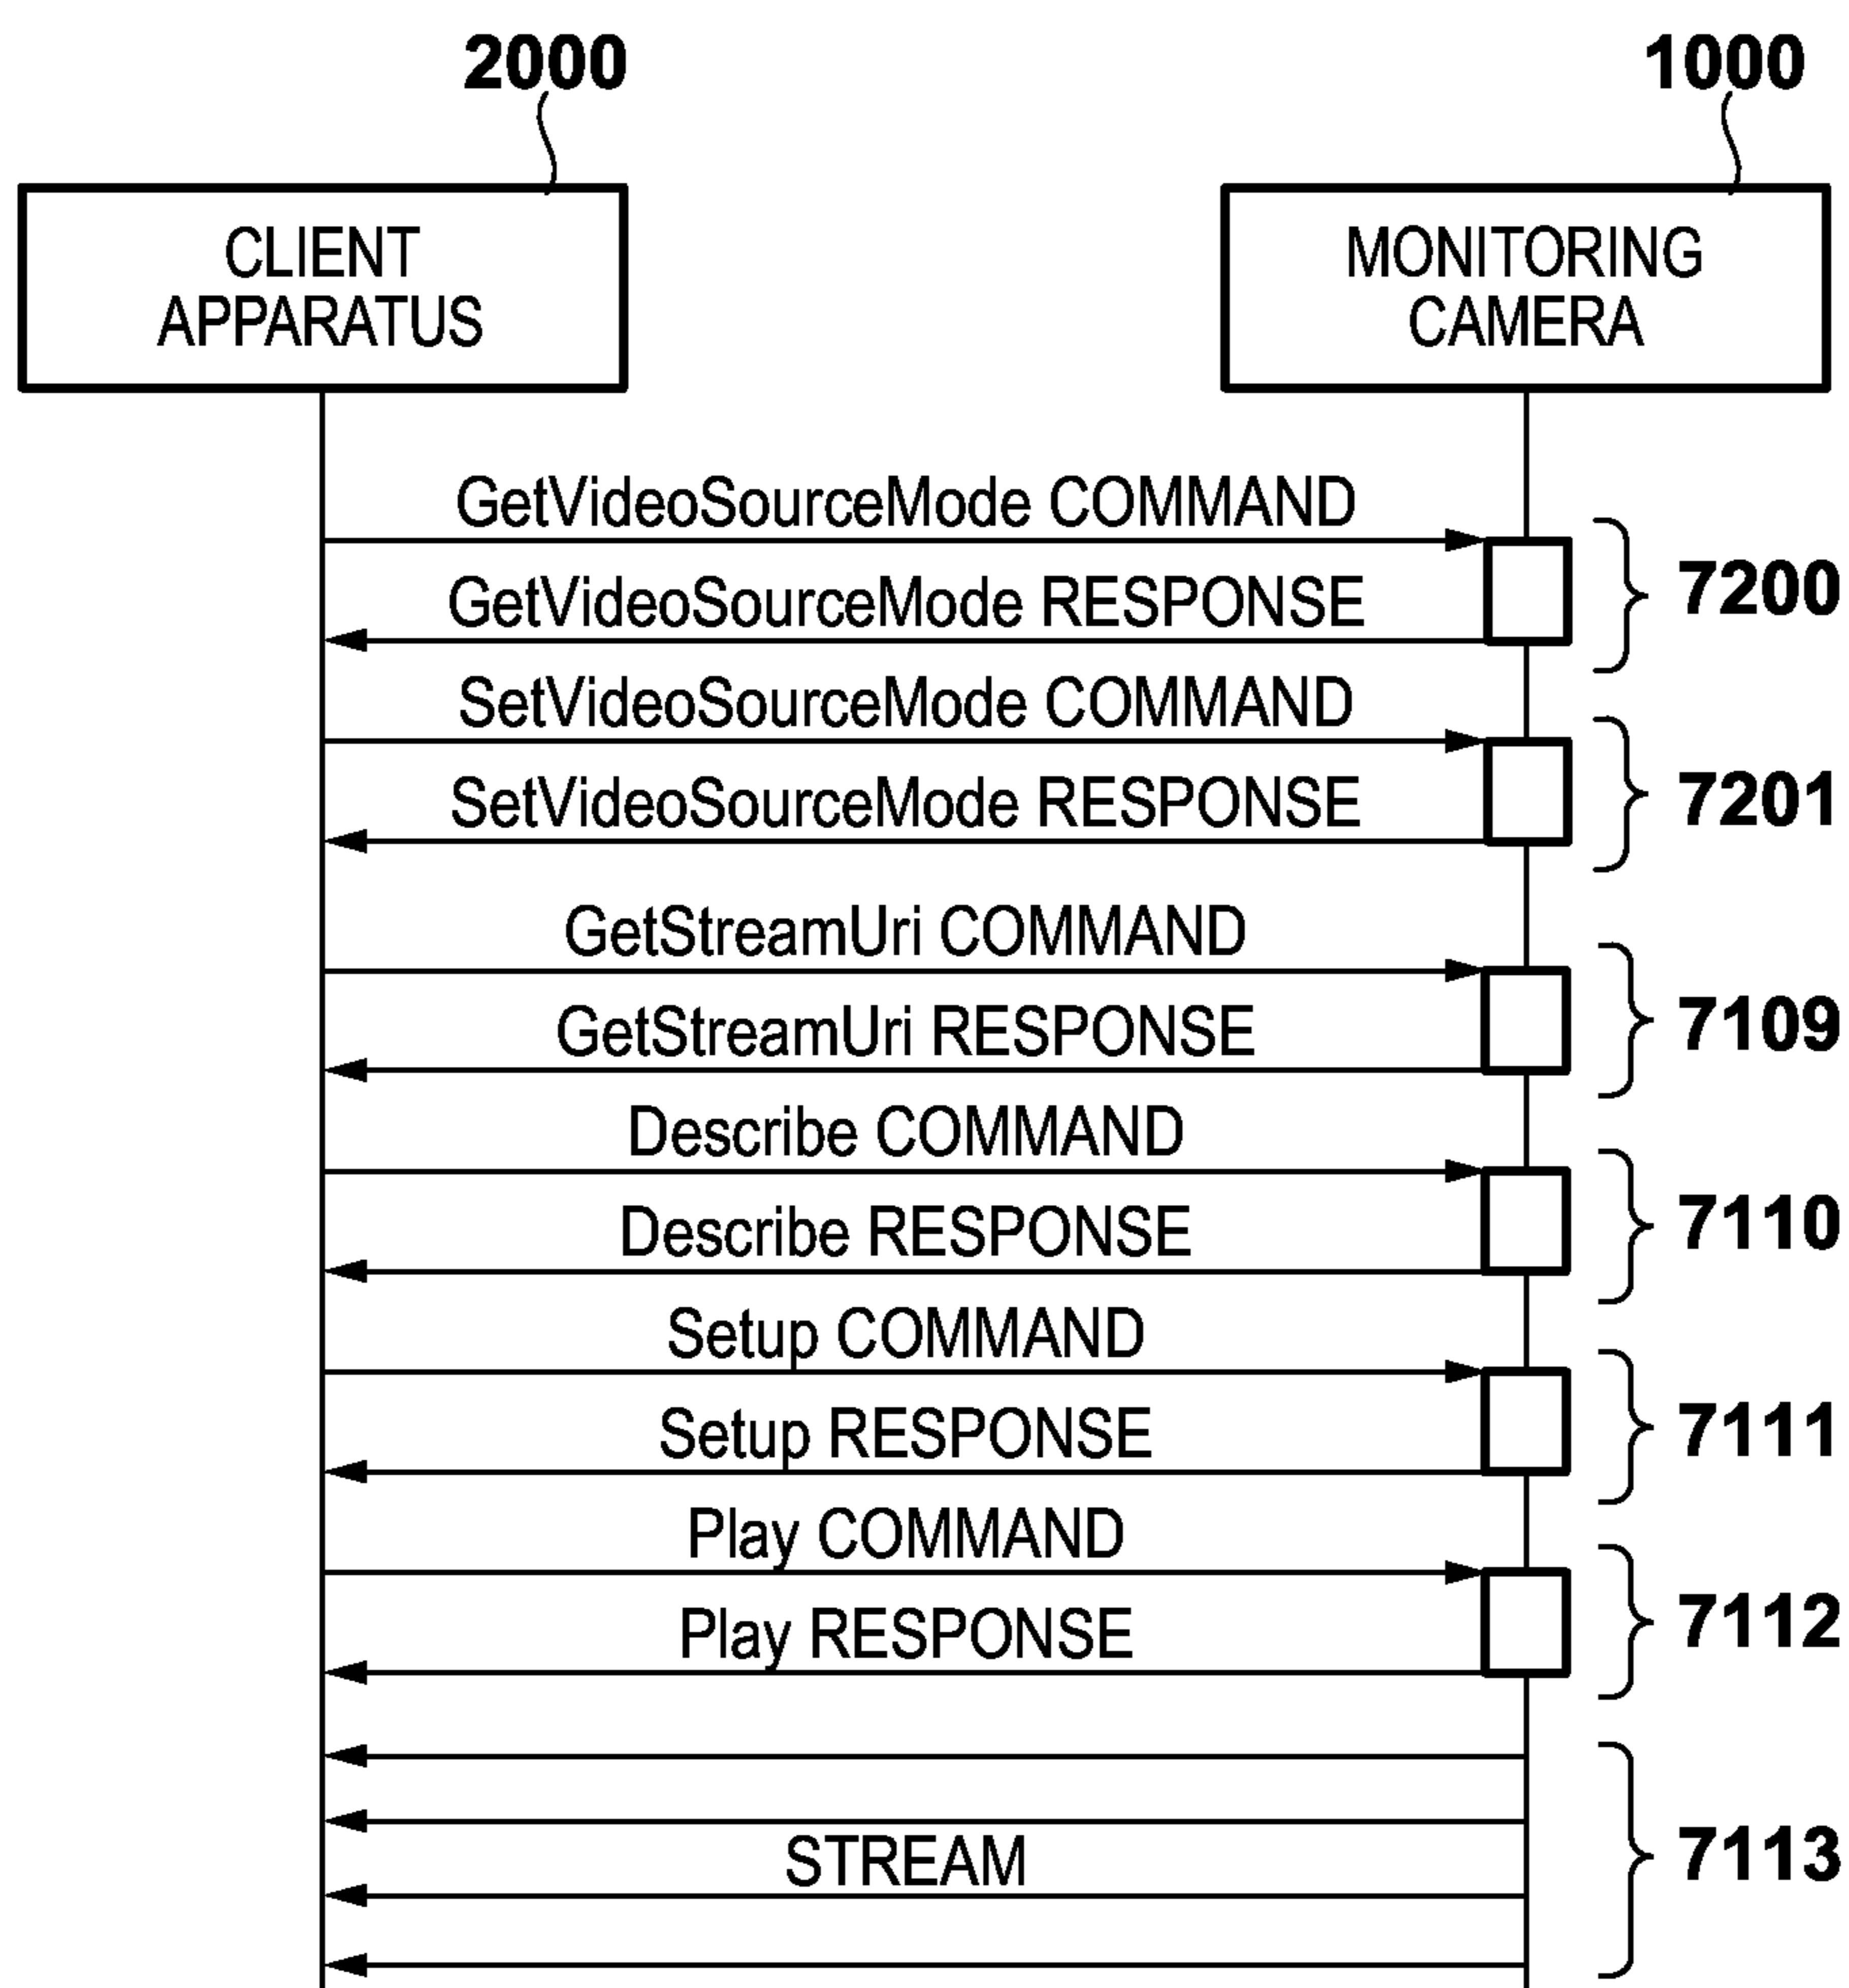 2000
1000
CLIENT
APPARATUS
MONITORING
CAMERA
GetVideoSourceMode COMMAND
GetVideoSourceMode RESPONSE
7200
SetVideoSourceMode COMMAND
SetVideoSourceMode RESPONSE
7201
GetStreamUri COMMAND
GetStreamUri RESPONSE
7109
Describe COMMAND
Describe RESPONSE
7110
Setup COMMAND
Setup RESPONSE
7111
Play COMMAND
Play RESPONSE
7112
STREAM
7113